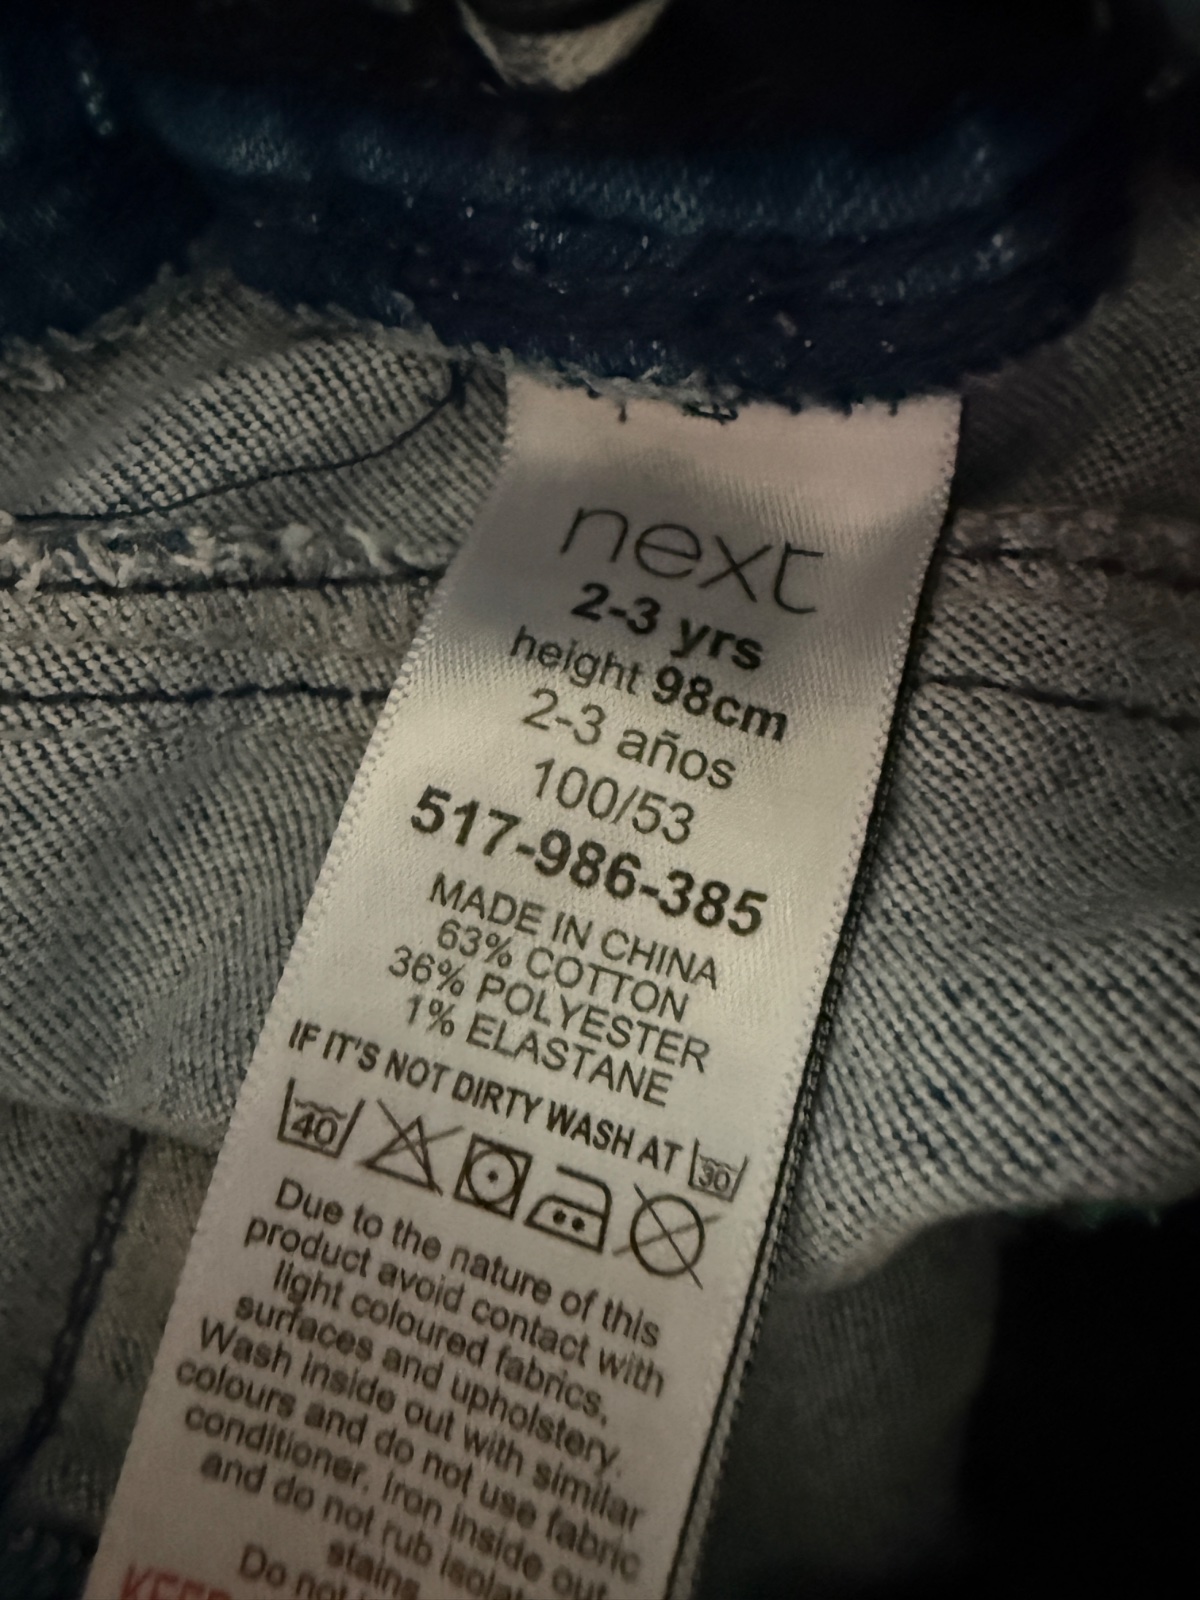 next
2-3 yrs
height 98cm
2-3 años
100/53
517-986-385
MADE IN CHINA
63% COTTON
36% POLYESTER
1% ELASTANE
IF IT'S NOT DIRTY WASH AT 30
40
Due to the nature of this
product avoid contact with
light coloured fabrics,
surfaces and upholstery.
Wash inside out with similar
colours and do not use fabric
conditioner. Iron inside out
and do not rub
stains
Do not
KEEP